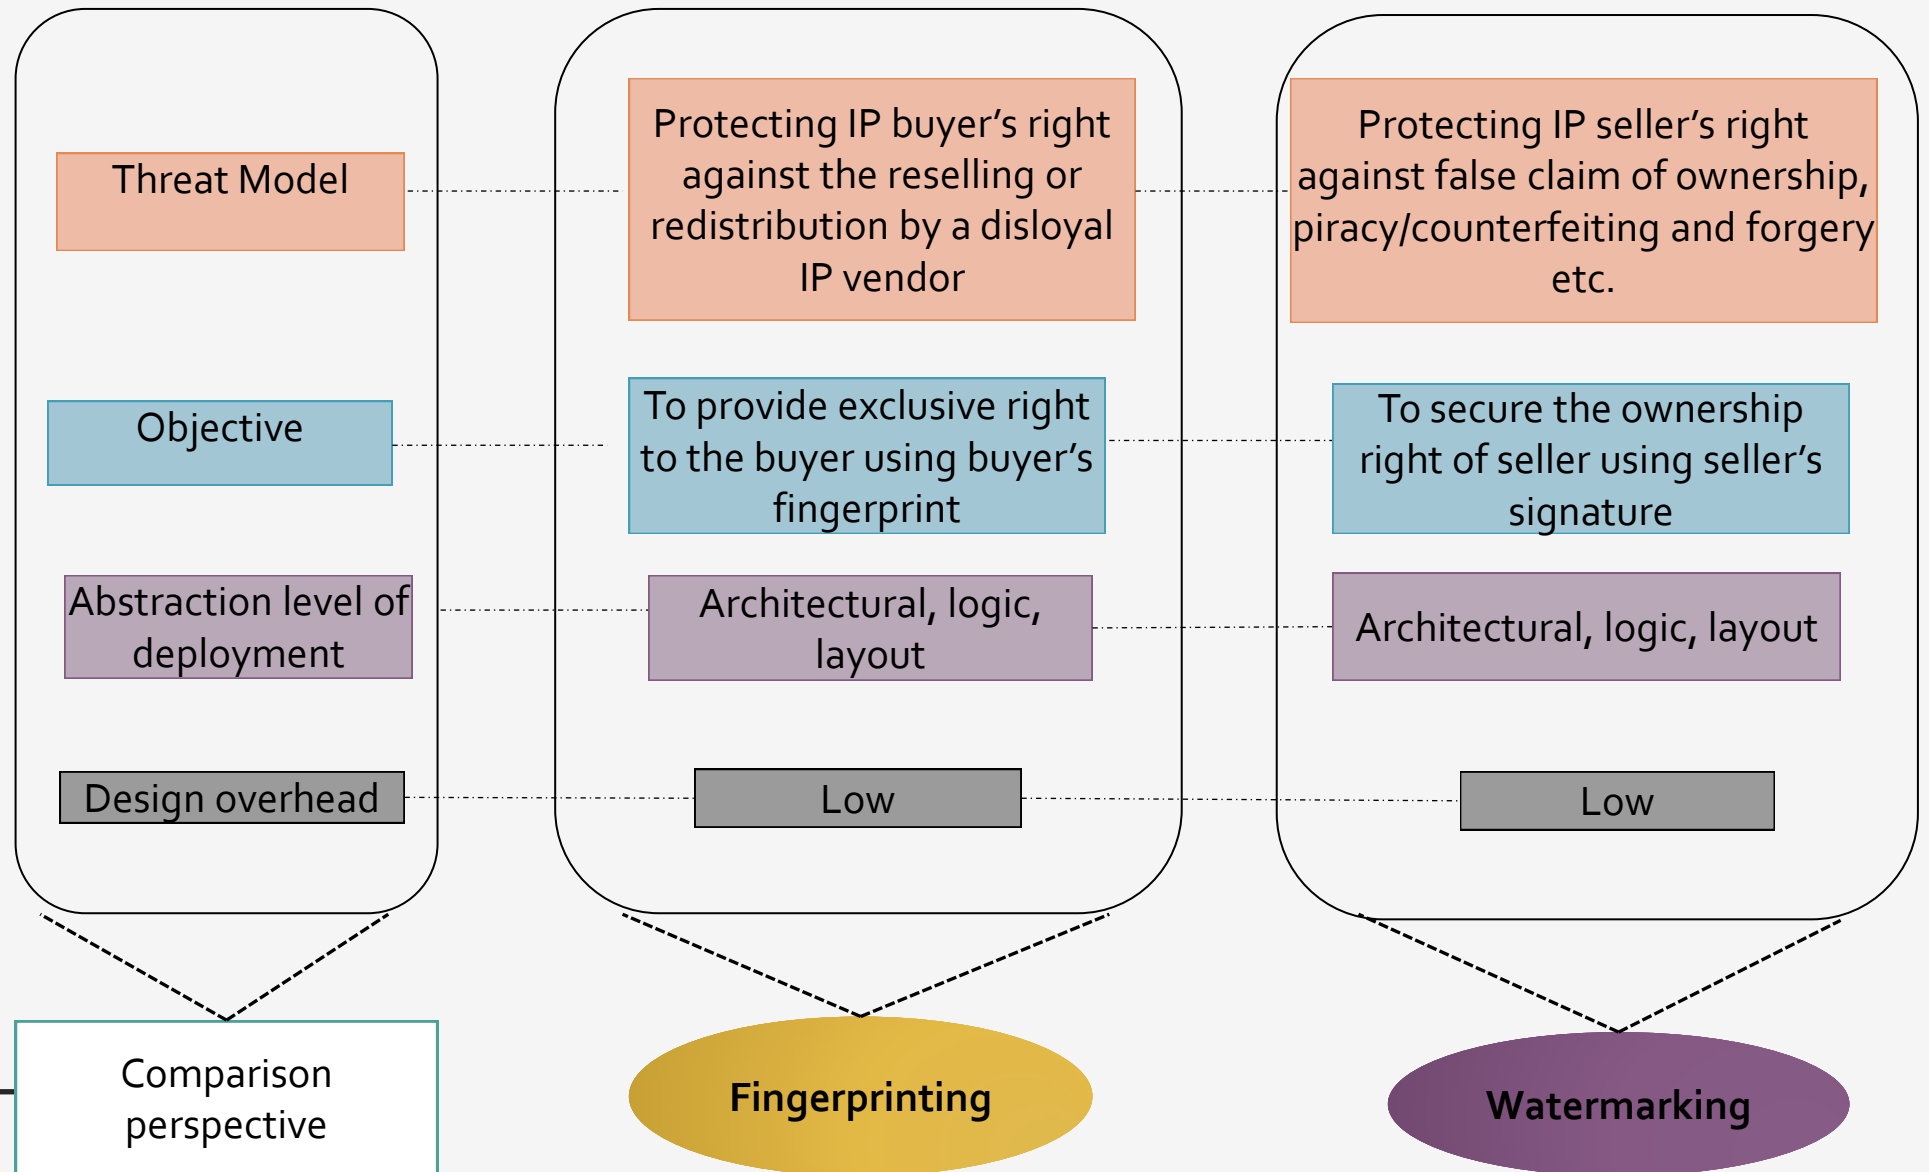 Threat Model
Protecting IP buyer’s right
against the reselling or
redistribution by a disloyal
IP vendor
Protecting IP seller’s right
against false claim of ownership,
piracy/counterfeiting and forgery
etc.
Objective
To provide exclusive right
to the buyer using buyer’s
fingerprint
To secure the ownership
right of seller using seller’s
signature
Abstraction level of
deployment
Architectural, logic,
layout
Architectural, logic, layout
Design overhead
Low
Low
Comparison
perspective
Fingerprinting
Watermarking